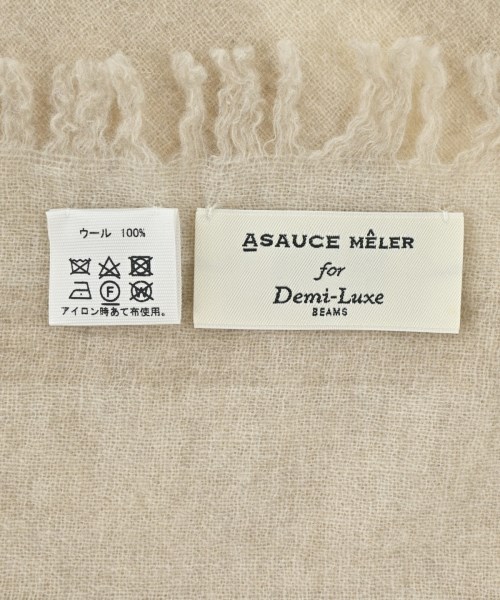 ウール 100%
F W
アイロン時あて布使用。
ASAUCE MÊLER
for
Demi-Luxe
BEAMS